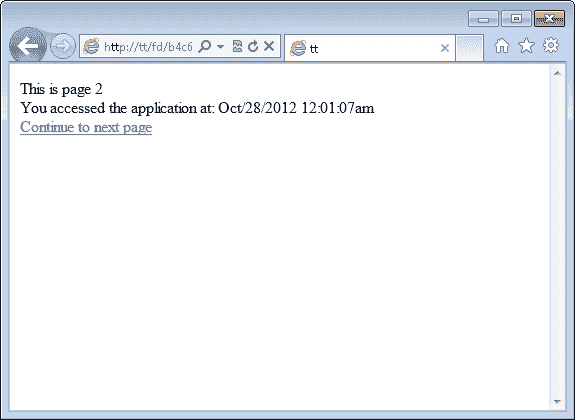 http://tt/fd/b4c6
tt
This is page 2
You accessed the application at: Oct/28/2012 12:01:07am
Continue to next page